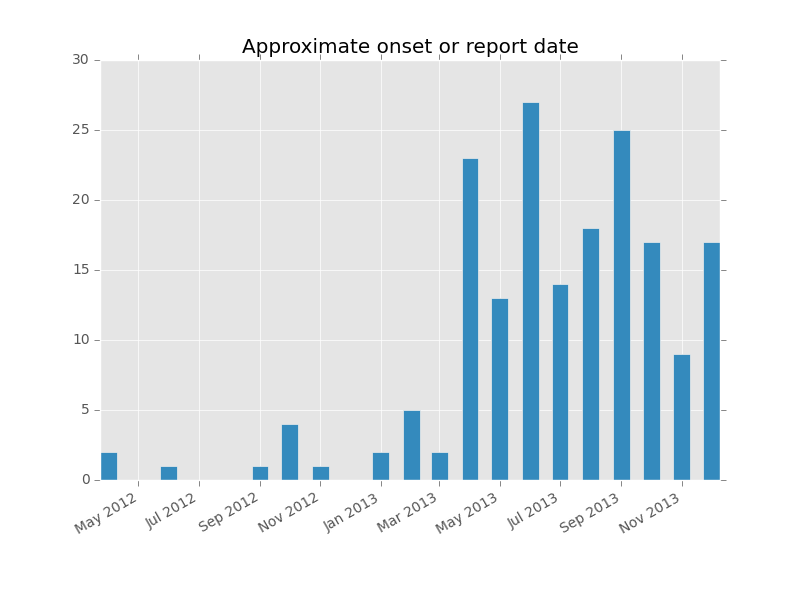 Approximate onset or report date
30
25
20
15
10
5
0
May 2012
Jul 2012
Sep 2012
Nov 2012
Jan 2013
Mar 2013
May 2013
Jul 2013
Sep 2013
Nov 2013